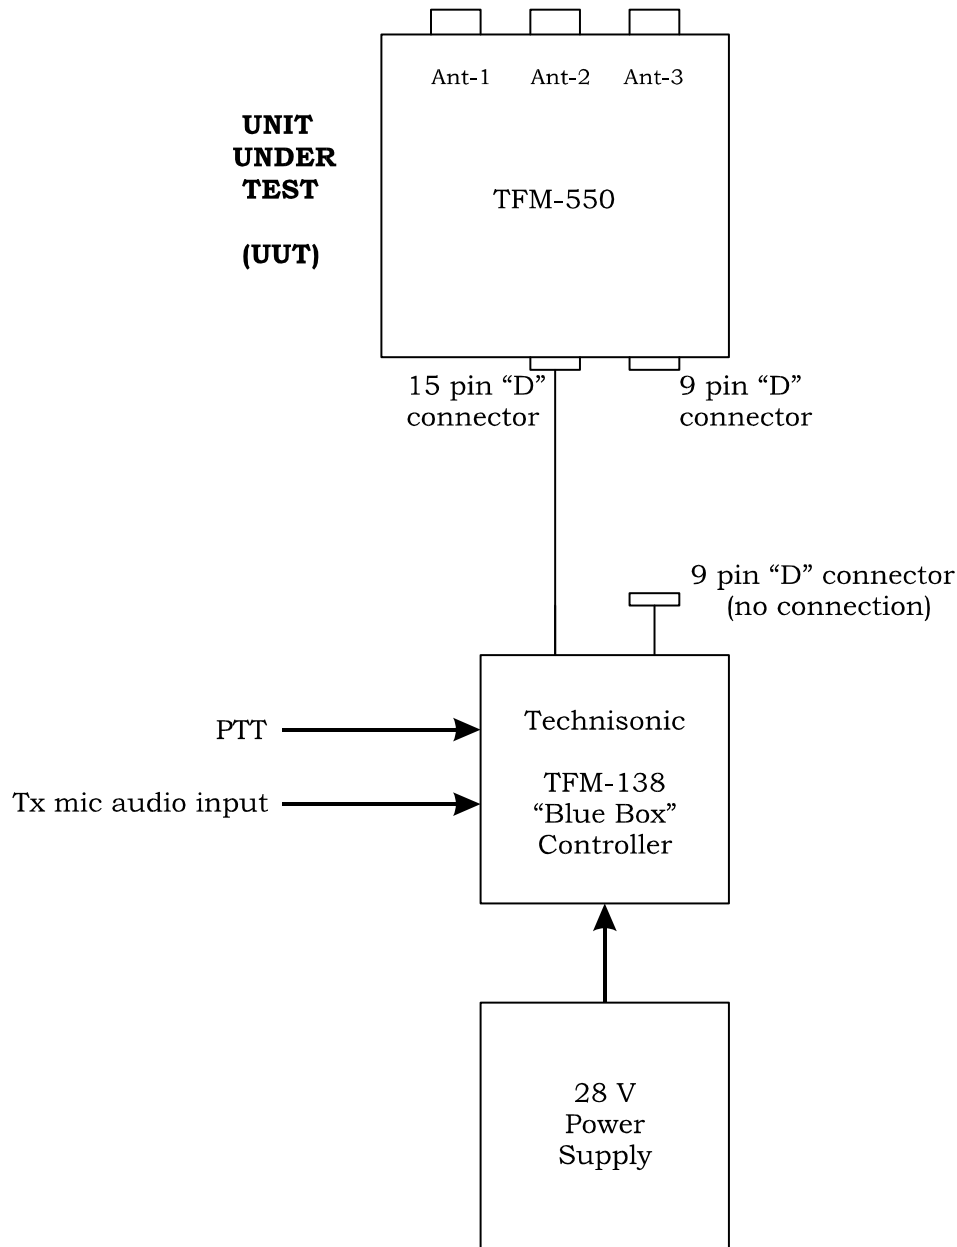 Ant-1 Ant-2 Ant-3
UNIT
UNDER
TEST
(UUT)
TFM-550
15 pin “D”
connector
9 pin “D”
connector
9 pin “D” connector
(no connection)
PTT
Tx mic audio input
Technisonic
TFM-138
“Blue Box”
Controller
28 V
Power
Supply